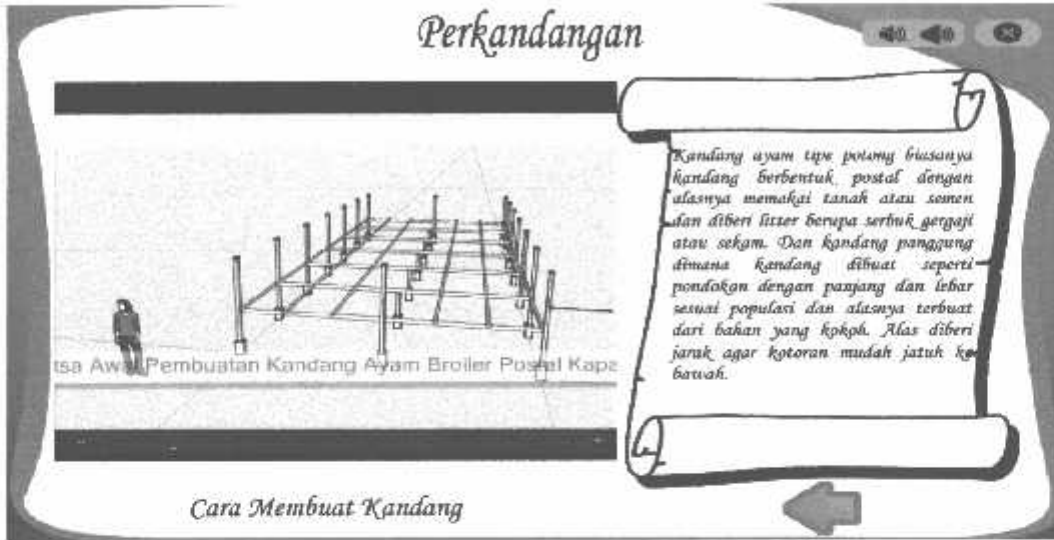 Perkandangan
Kandang ayam tipe potong biasanya
kandang berbentuk postal dengan
alasnya memakai tanah atau semen
dan diberi litter berupa serbuk gergaji
atau sekam. Dan kandang panggung
dimana kandang dibuat seperti
pondokan dengan panjang dan lebar
sesuai populasi dan alasnya terbuat
dari bahan yang kokoh. Alas diberi
jarak agar kotoran mudah jatuh ke
bawah.
tsa Awal Pembuatan Kandang Ayam Broiler Postal Kapa
Cara Membuat Kandang